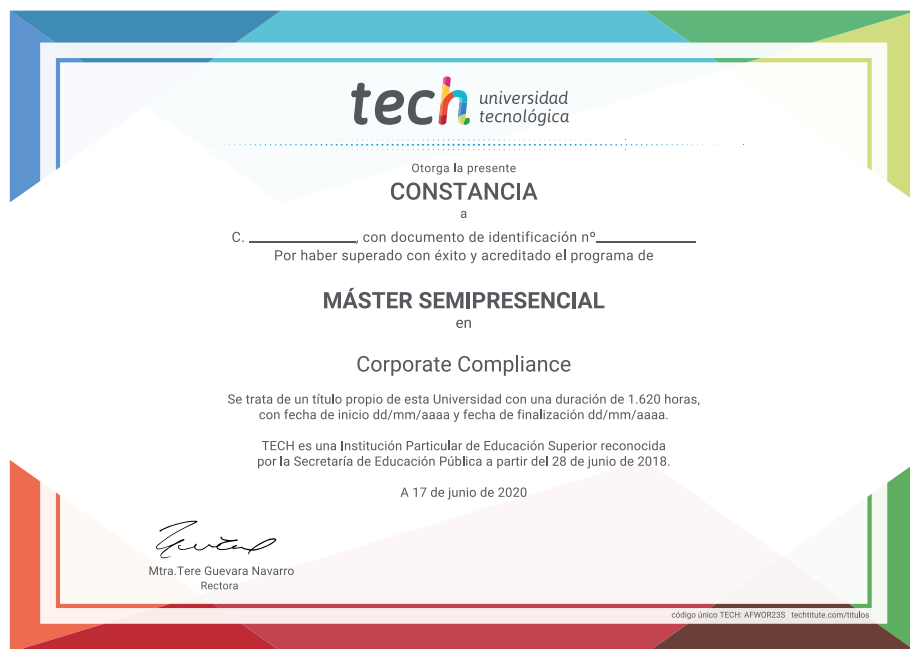 tech universidad
tecnológica
Otorga la presente
CONSTANCIA
a
C. ____________, con documento de identificación nº____________
Por haber superado con éxito y acreditado el programa de
MÁSTER SEMIPRESENCIAL
en
Corporate Compliance
Se trata de un título propio de esta Universidad con una duración de 1.620 horas,
con fecha de inicio dd/mm/aaaa y fecha de finalización dd/mm/aaaa.
TECH es una Institución Particular de Educación Superior reconocida
por la Secretaría de Educación Pública a partir del 28 de junio de 2018.
A 17 de junio de 2020
Mtra.Tere Guevara Navarro
Rectora
código único TECH: AFWOR23S techtitute.com/titulos